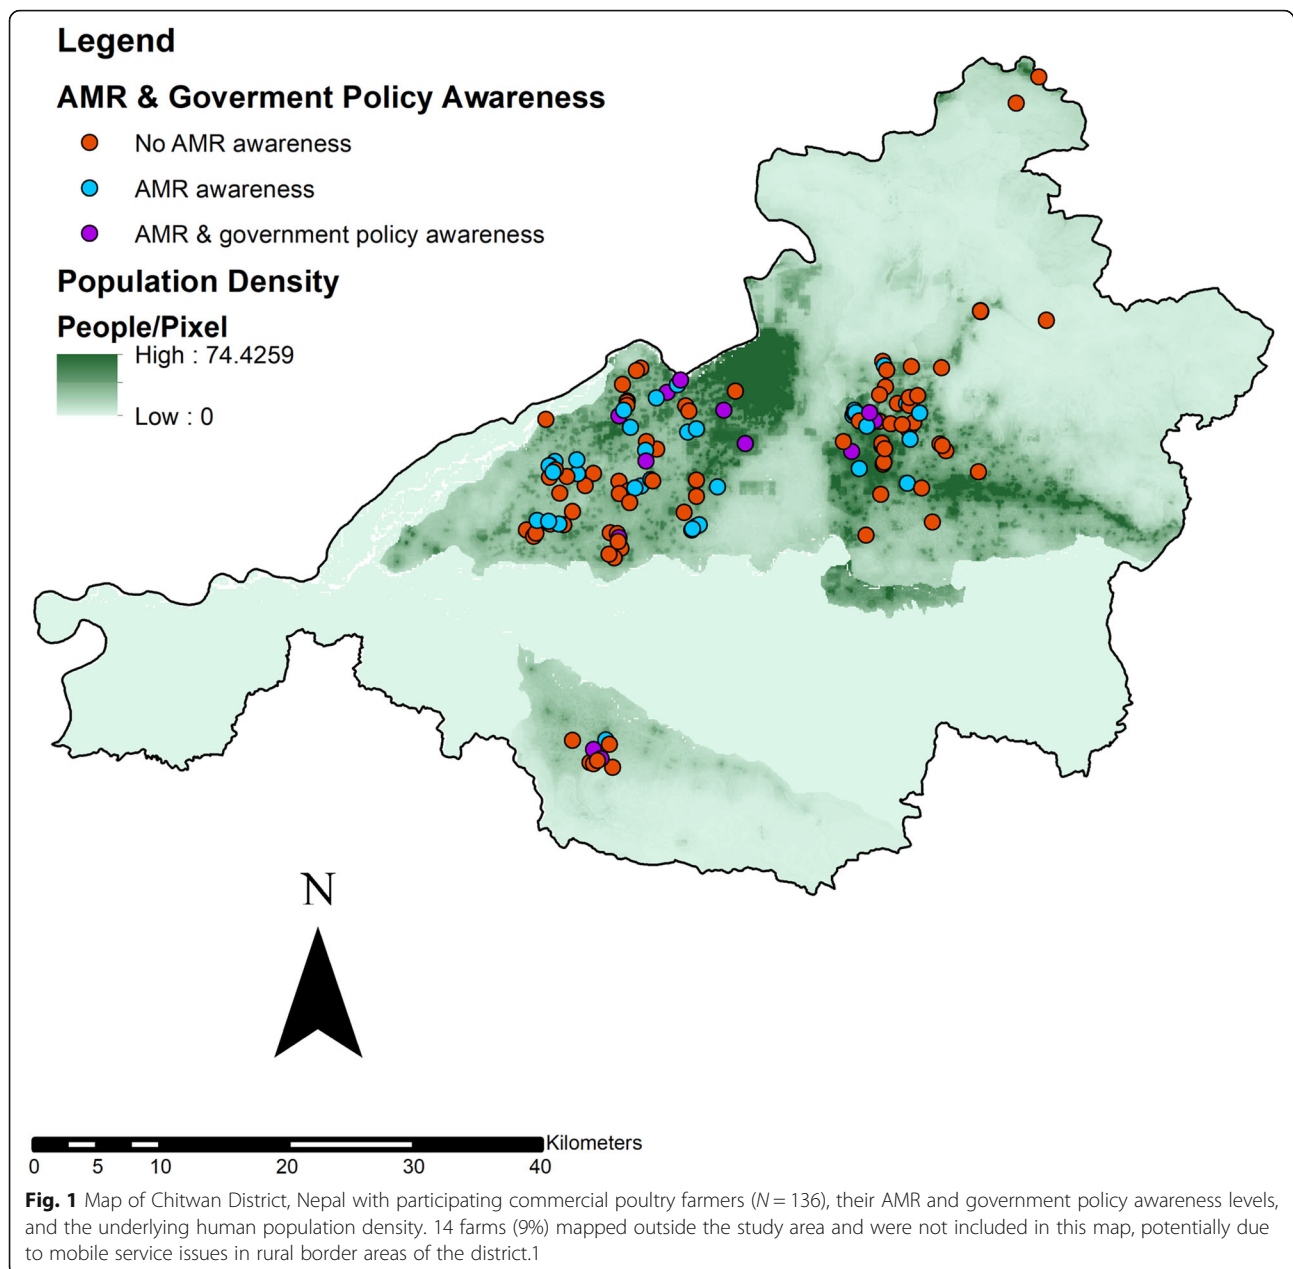 Legend
AMR & Goverment Policy Awareness
No AMR awareness
AMR awareness
AMR & government policy awareness
Population Density
People/Pixel
High : 74.4259
Low : 0
N
Kilometers
0 5 10 20 30 40
Fig. 1 Map of Chitwan District, Nepal with participating commercial poultry farmers (N = 136), their AMR and government policy awareness levels,
and the underlying human population density. 14 farms (9%) mapped outside the study area and were not included in this map, potentially due
to mobile service issues in rural border areas of the district.1